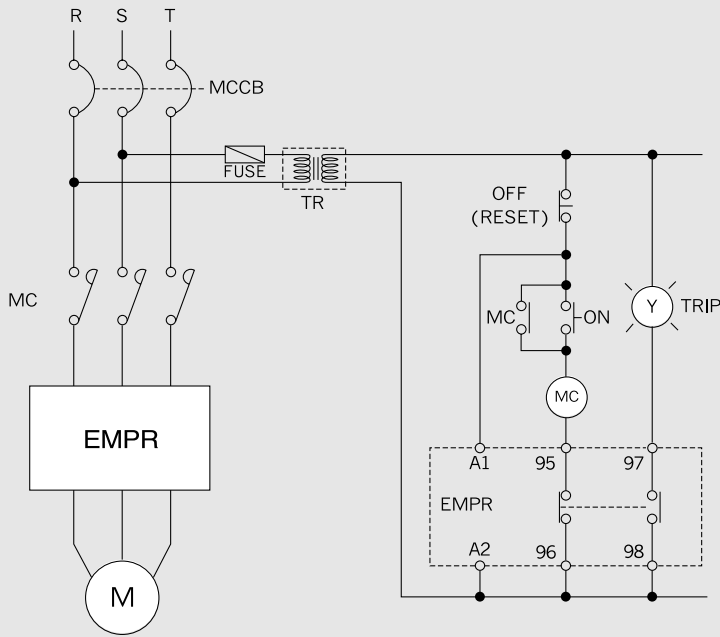 R S T
MCCB
FUSE
TR
OFF
(RESET)
MC
MC
ON
Y
TRIP
MC
EMPR
A1
95
97
EMPR
A2
96
98
M